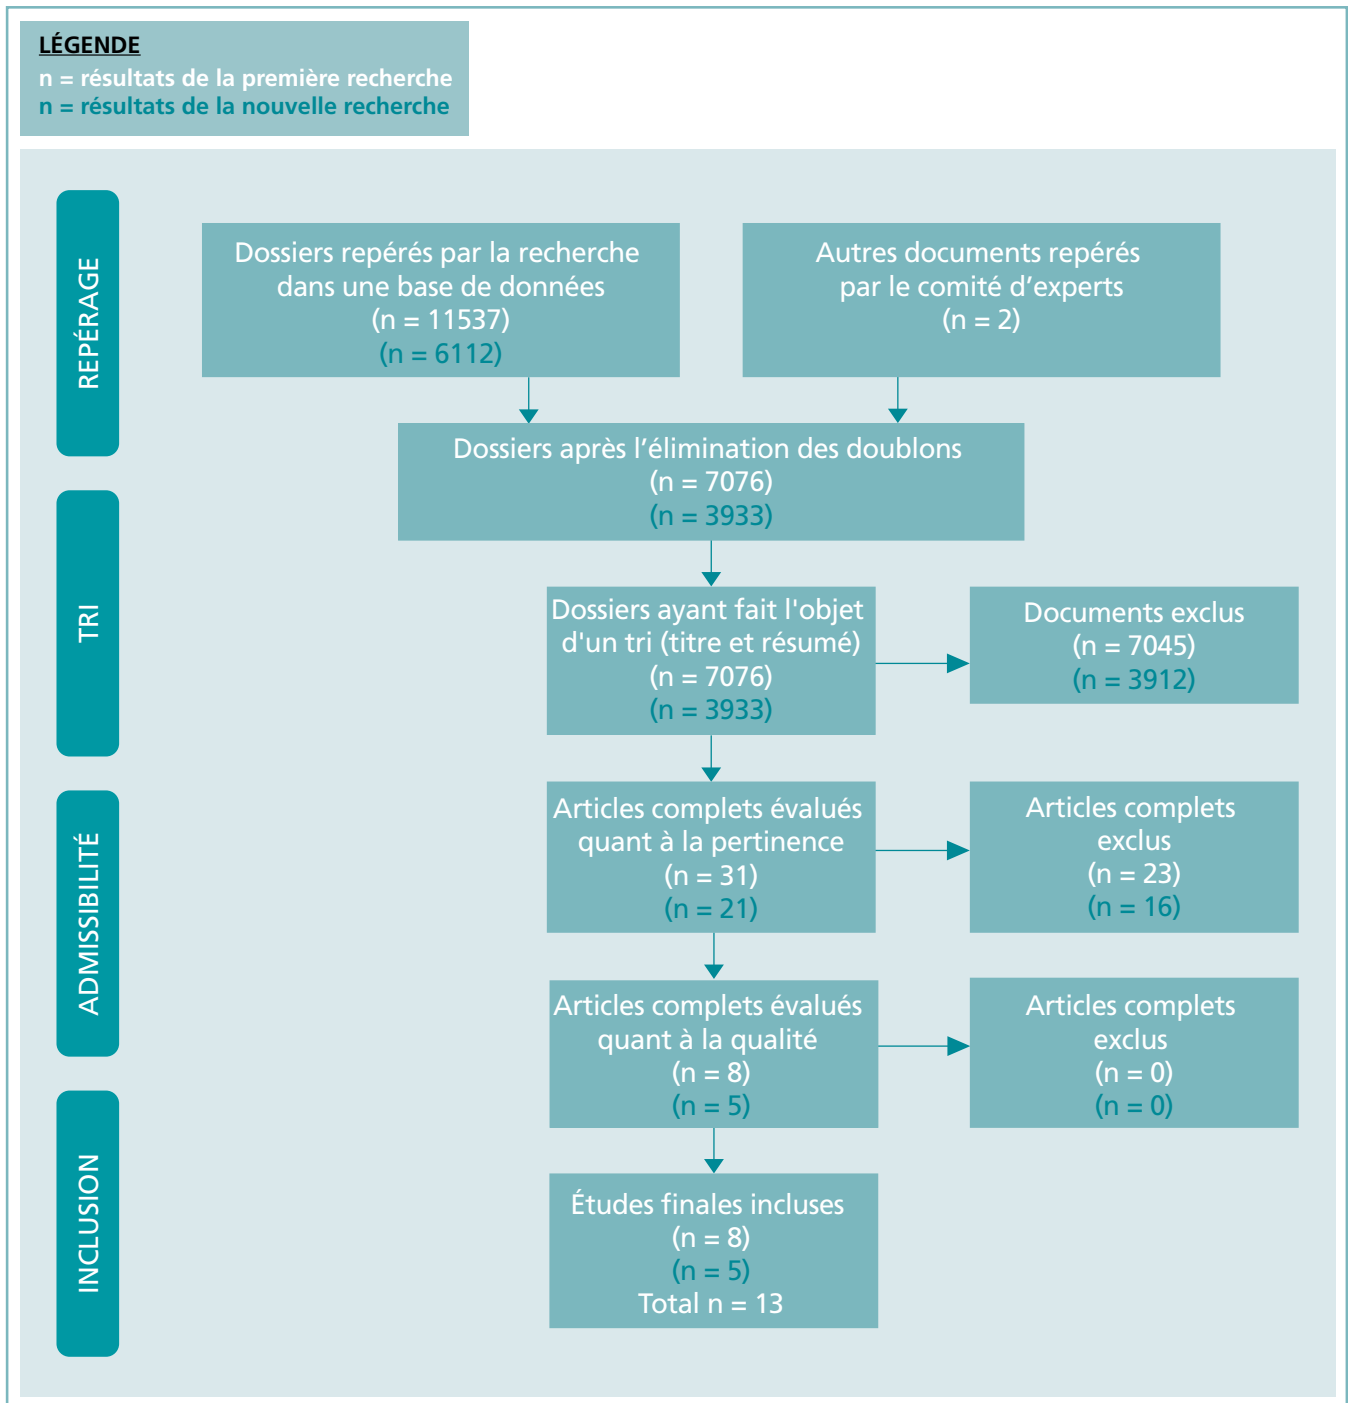 LÉGENDE
n = résultats de la première recherche
n = résultats de la nouvelle recherche
REPÉRAGE
Dossiers repérés par la recherche
dans une base de données
(n = 11537)
(n = 6112)
Autres documents repérés
par le comité d’experts
(n = 2)
Dossiers après l’élimination des doublons
(n = 7076)
(n = 3933)
TRI
Dossiers ayant fait l'objet
d'un tri (titre et résumé)
(n = 7076)
(n = 3933)
Documents exclus
(n = 7045)
(n = 3912)
ADMISSIBILITÉ
Articles complets évalués
quant à la pertinence
(n = 31)
(n = 21)
Articles complets
exclus
(n = 23)
(n = 16)
Articles complets évalués
quant à la qualité
(n = 8)
(n = 5)
Articles complets
exclus
(n = 0)
(n = 0)
INCLUSION
Études finales incluses
(n = 8)
(n = 5)
Total n = 13